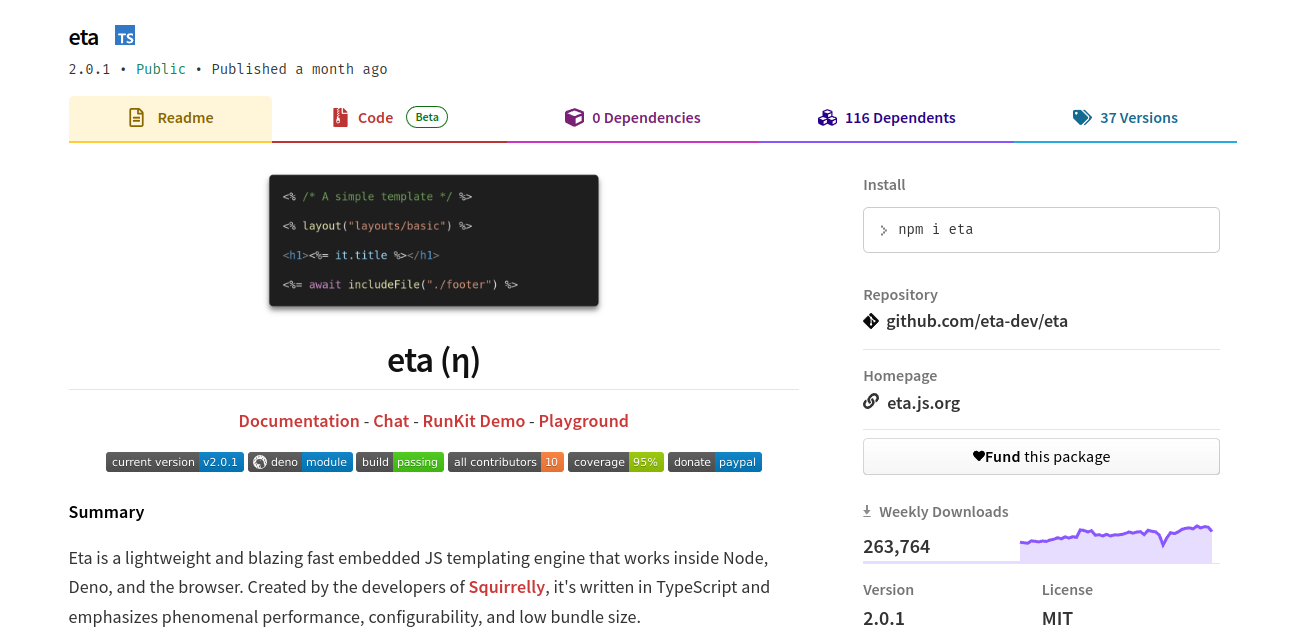 eta TS
2.0.1 • Public • Published a month ago
Readme
Code Beta
0 Dependencies
116 Dependents
37 Versions
<% /* A simple template */ %>
<% layout("layouts/basic") %>
<h1><%= it.title %></h1>
<%= await includeFile("./footer") %>
eta (η)
Documentation - Chat - RunKit Demo - Playground
current version v2.0.1 deno module build passing all contributors 10 coverage 95% donate paypal
Summary
Eta is a lightweight and blazing fast embedded JS templating engine that works inside Node,
Deno, and the browser. Created by the developers of Squirrelly, it's written in TypeScript and
emphasizes phenomenal performance, configurability, and low bundle size.
Install
> npm i eta
Repository
github.com/eta-dev/eta
Homepage
eta.js.org
♥Fund this package
Weekly Downloads
263,764
Version
2.0.1
License
MIT